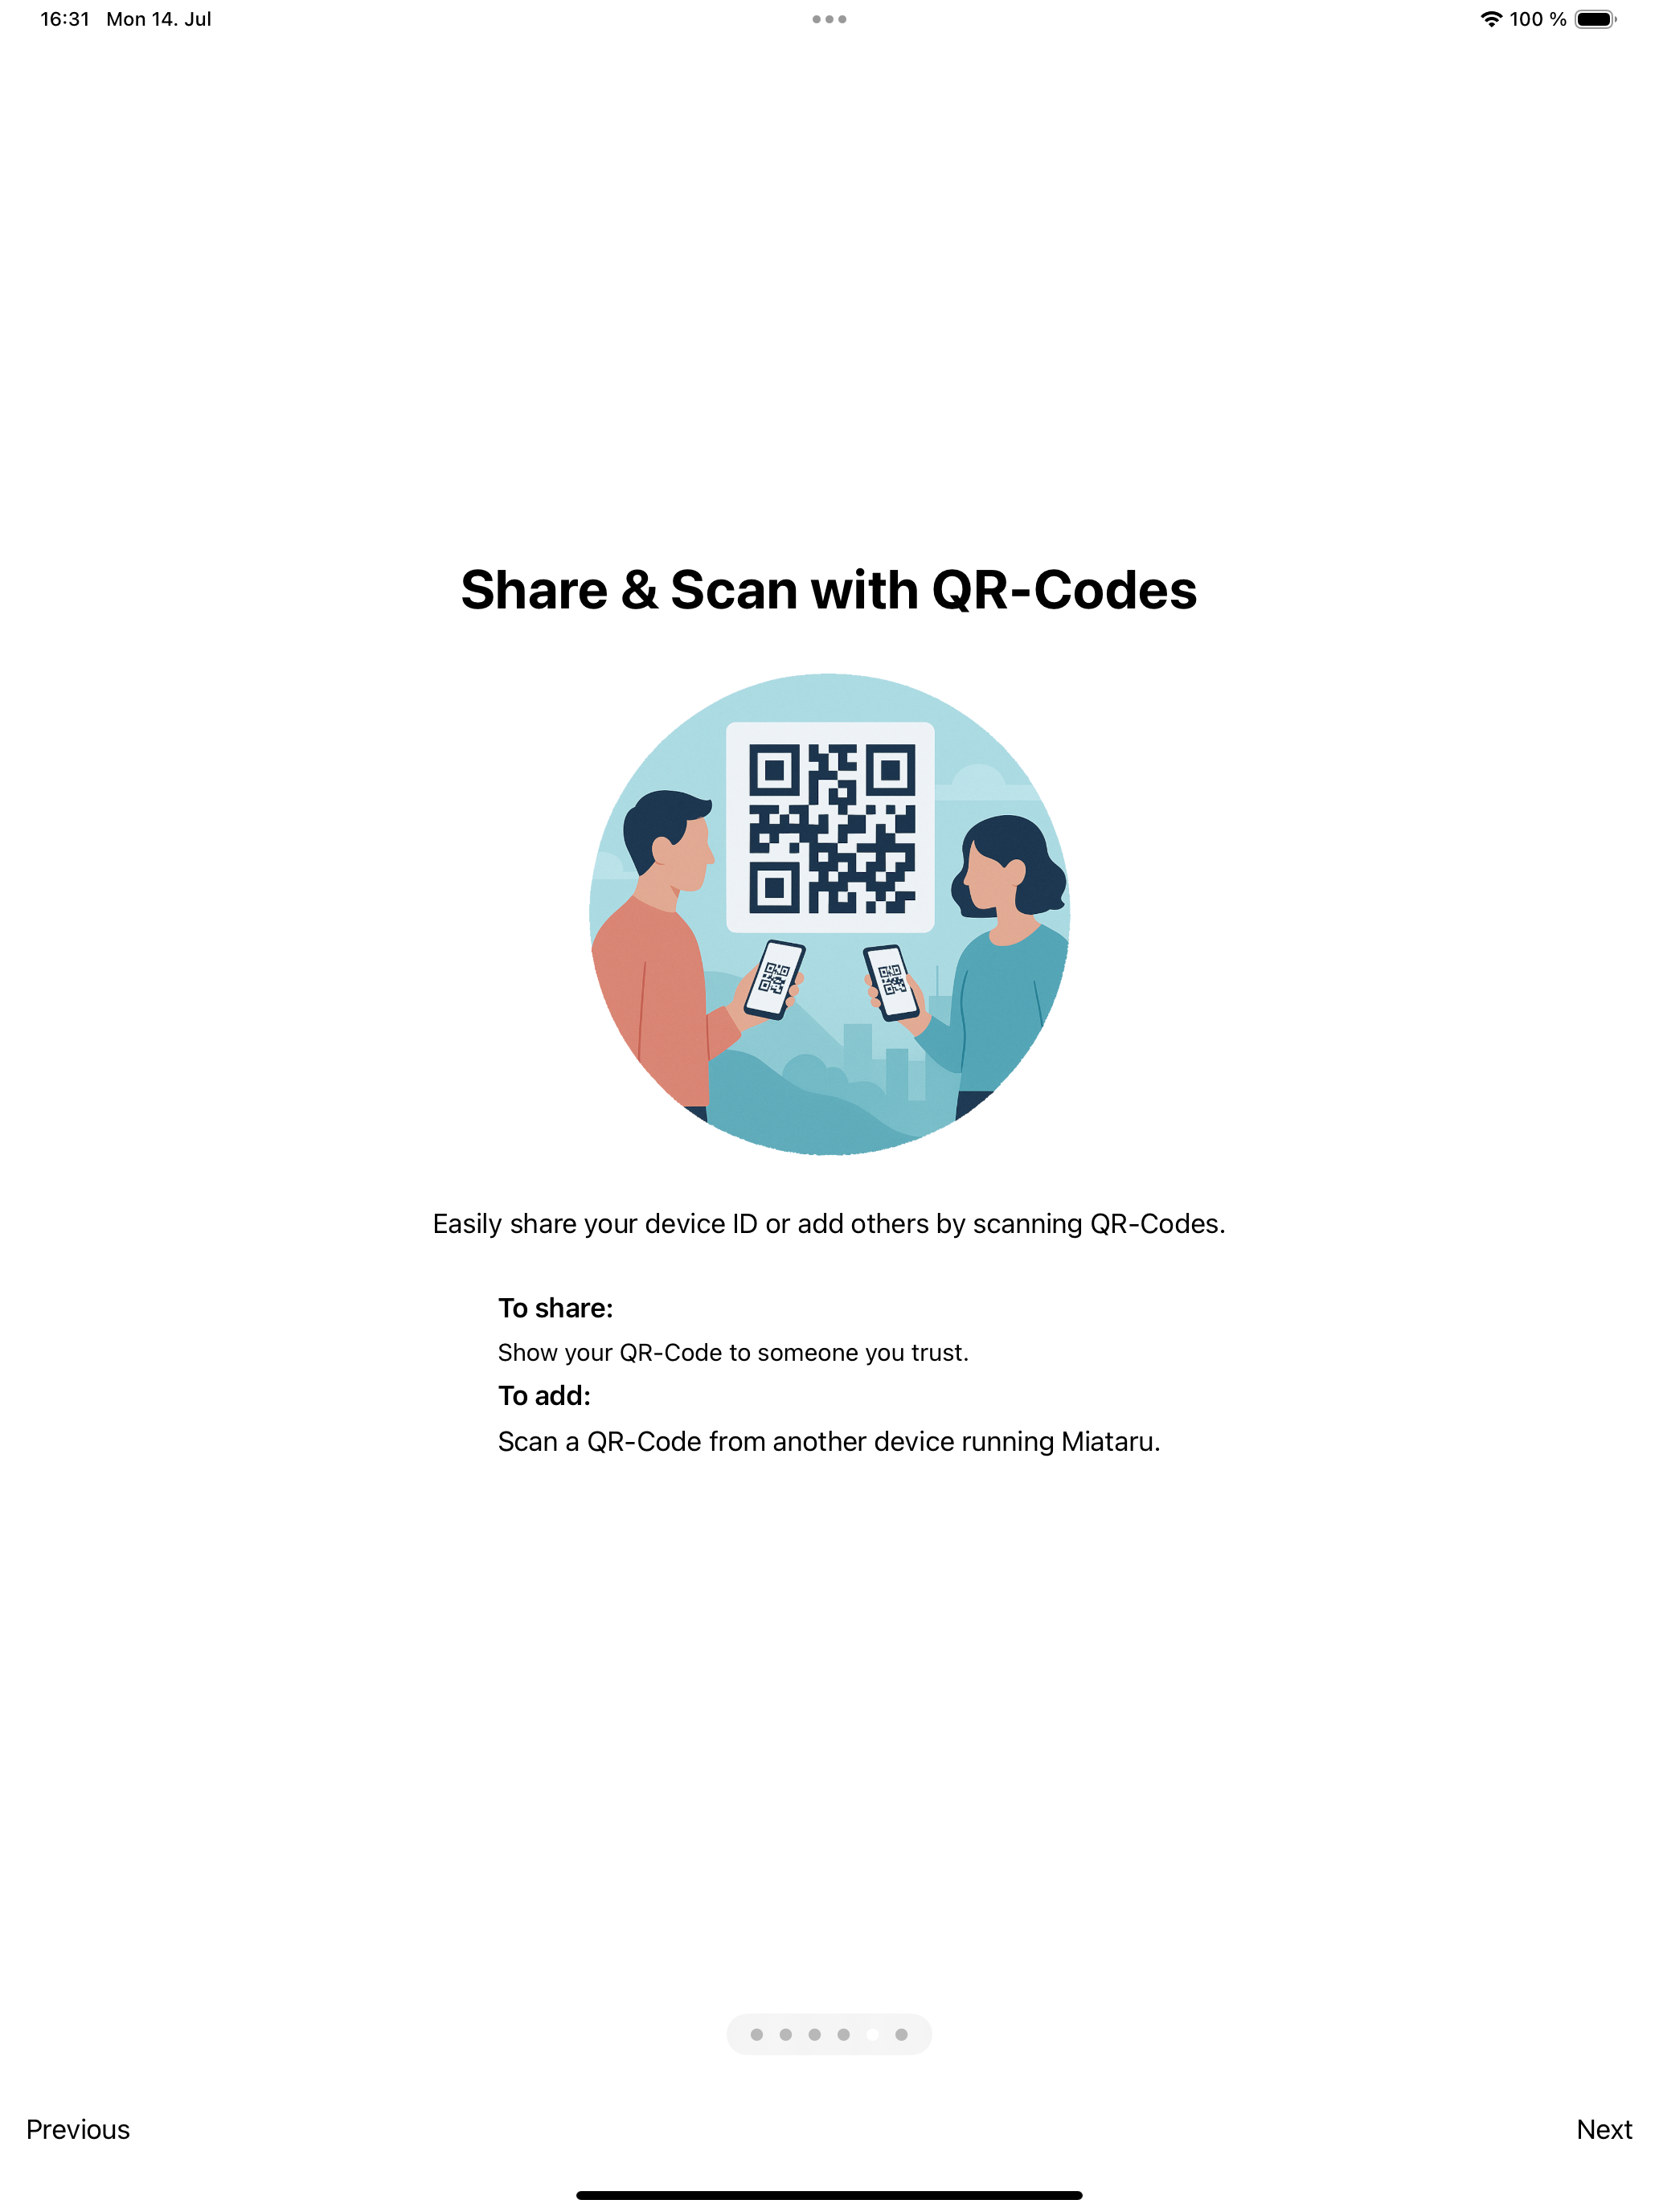 16:31 Mon 14. Jul
100 %
Share & Scan with QR-Codes
Easily share your device ID or add others by scanning QR-Codes.
To share:
Show your QR-Code to someone you trust.
To add:
Scan a QR-Code from another device running Miataru.
Previous
Next